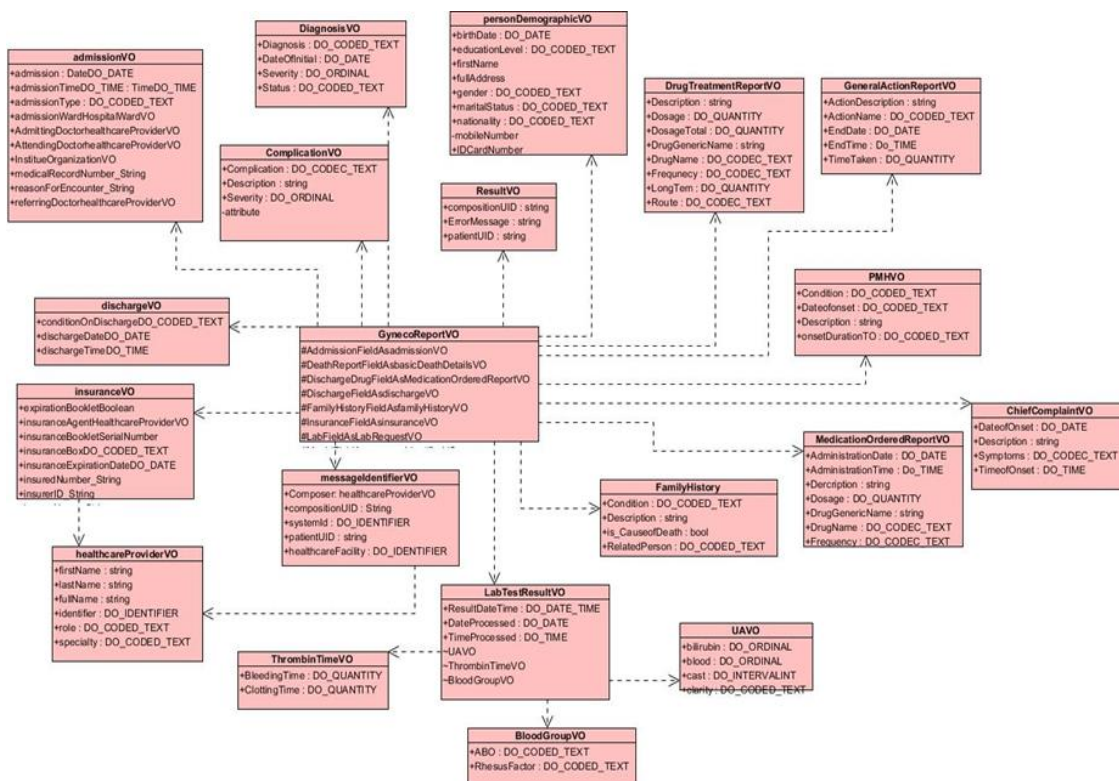 DiagnosisVO
+Diagnosis : DO_CODED_TEXT
+DateOfInitial : DO_DATE
+Severity : DO_ORDINAL
+Status : DO_CODED_TEXT
personDemographicVO
+birthDate : DO_DATE
+educationLevel : DO_CODED_TEXT
+firstName
+fullAddress
+gender : DO_CODED_TEXT
+maritalStatus : DO_CODED_TEXT
+nationality : DO_CODED_TEXT
-mobileNumber
+IDCardNumber
admissionVO
+admission : DateDO_DATE
+admissionTimeDO_TIME : TimeDO_TIME
+admissionType : DO_CODED_TEXT
+admissionWardHospitalWardVO
+AdmittingDoctorhealthcareProviderVO
+AttendingDoctorhealthcareProviderVO
+InstitueOrganizationVO
+medicalRecordNumber_String
+reasonForEncounter_String
+referringDoctorhealthcareProviderVO
DrugTreatmentReportVO
+Description : string
+Dosage : DO_QUANTITY
+DosageTotal : DO_QUANTITY
+DrugGenericName : string
+DrugName : DO_CODEC_TEXT
+Frequnecy : DO_CODEC_TEXT
+LongTem : DO_QUANTITY
+Route : DO_CODEC_TEXT
GeneralActionReportVO
+ActionDescription : string
+ActionName : DO_CODED_TEXT
+EndDate : DO_DATE
+EndTime : Do_TIME
+TimeTaken : DO_QUANTITY
ComplicationVO
+Complication : DO_CODEC_TEXT
+Description : string
+Severity : DO_ORDINAL
-attribute
ResultVO
+compositionUID : string
+ErrorMessage : string
+patientUID : string
PMHVO
+Condition : DO_CODED_TEXT
+Dateofonset : DO_DATE
+Description : string
+onsetDurationTO : DO_CODED_TEXT
dischargeVO
+conditionOnDischargeDO_CODED_TEXT
+dischargeDateDO_DATE
+dischargeTimeDO_TIME
GynecoReportVO
#AddmissionFieldAsadmissionVO
#DeathReportFieldAsbasicDeathDetailsVO
#DischargeDrugFieldAsMedicationOrderedReportVO
#DischargeFieldAsdischargeVO
#FamilyHistoryFieldAsfamilyHistoryVO
#InsuranceFieldAsinsuranceVO
#LabFieldAsLabRequestVO
insuranceVO
+expirationBookletBoolean
+insuranceAgentHealthcareProviderVO
+insuranceBookletSerialNumber
+insuranceBoxDO_CODED_TEXT
+insuranceExpirationDateDO_DATE
+insuredNumber_String
+insurerID_String
ChiefComplaintVO
+DateofOnset : DO_DATE
+Description : string
+Symptoms : DO_CODEC_TEXT
+TimeofOnset : DO_TIME
MedicationOrderedReportVO
+AdministrationDate : DO_DATE
+AdministrationTime : Do_TIME
+Dercription : string
+Dosage : DO_QUANTITY
+DrugGenericName : string
+DrugName : DO_CODEC_TEXT
+Frequency : DO_CODEC_TEXT
messageIdentifierVO
+Composer : healthcareProviderVO
+compositionUID : String
+systemId : DO_IDENTIFIER
+patientUID : string
+healthcareFacility : DO_IDENTIFIER
FamilyHistory
+Condition : DO_CODED_TEXT
+Description : string
+is_CauseofDeath : bool
+RelatedPerson : DO_CODED_TEXT
healthcareProviderVO
+firstName : string
+lastName : string
+fullName : string
+identifier : DO_IDENTIFIER
+role : DO_CODED_TEXT
+specialty : DO_CODED_TEXT
LabTestResultVO
+ResultDateTime : DO_DATE_TIME
+DateProcessed : DO_DATE
+TimeProcessed : DO_TIME
~UAVO
~ThrombinTimeVO
~BloodGroupVO
UAVO
+bilirubin : DO_ORDINAL
+blood : DO_ORDINAL
+cast : DO_INTERVALINT
+clarity : DO_CODED_TEXT
ThrombinTimeVO
+BleedingTime : DO_QUANTITY
+ClottingTime : DO_QUANTITY
BloodGroupVO
+ABO : DO_CODED_TEXT
+RhesusFactor : DO_CODED_TEXT